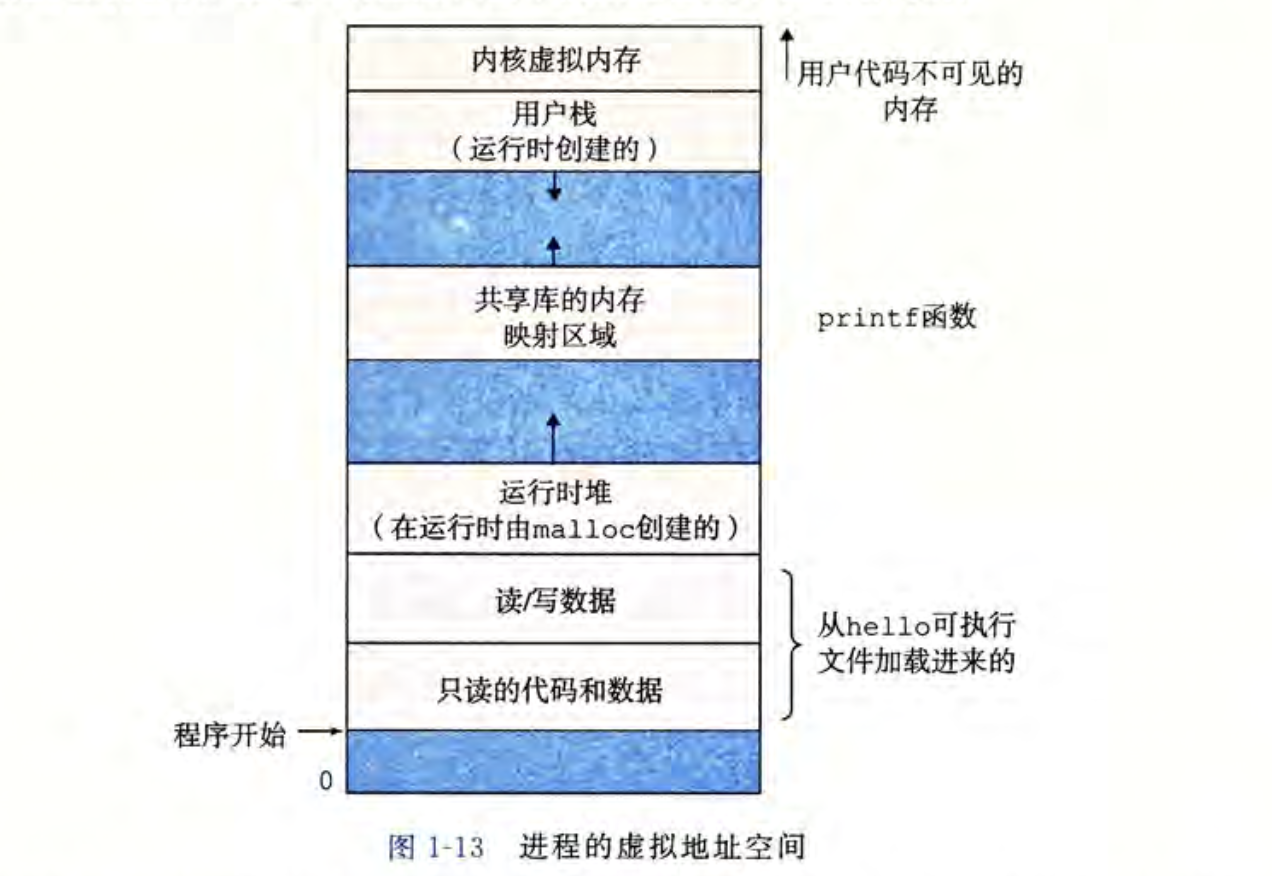 内核虚拟内存
用户代码不可见的
内存
用户栈
（运行时创建的）
共享库的内存
映射区域
printf函数
运行时堆
（在运行时由malloc创建的）
读/写数据
从hello可执行
文件加载进来的
只读的代码和数据
程序开始
0
图 1-13 进程的虚拟地址空间